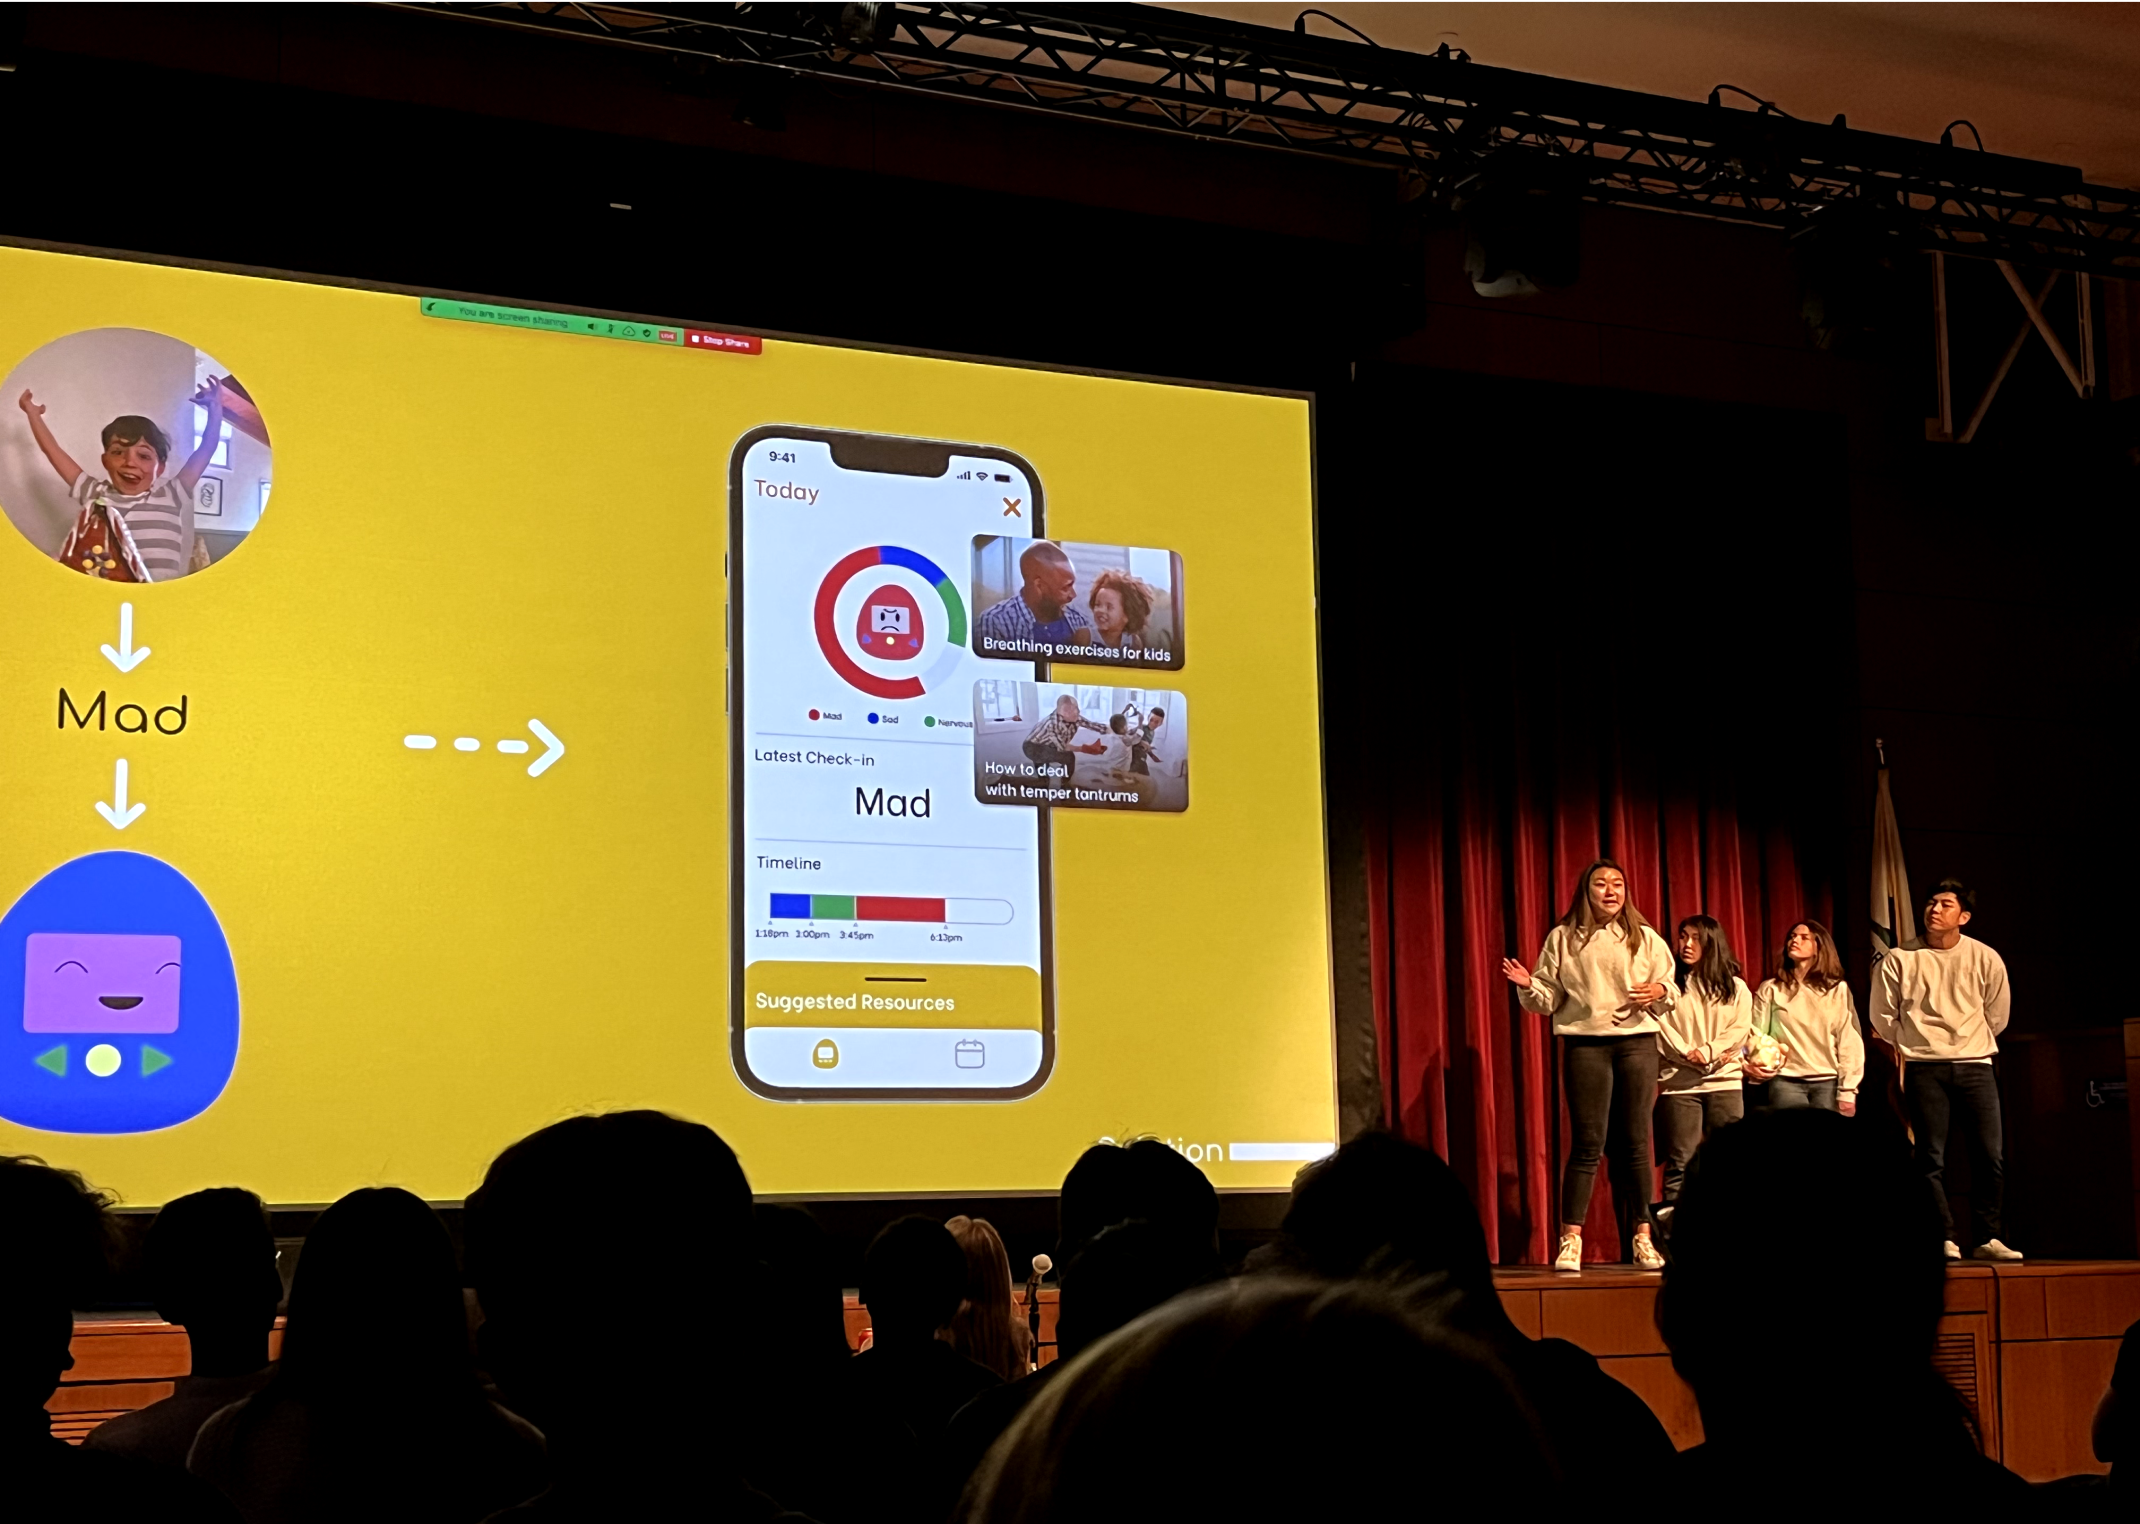 You are screen sharing
LIVE
Stop Share
9:41
Today
Breathing exercises for kids
Mad
Sad
Nervous
How to deal
with temper tantrums
Latest Check-in
Mad
Timeline
1:18pm 3:00pm 3:45pm 6:13pm
Suggested Resources
Mad